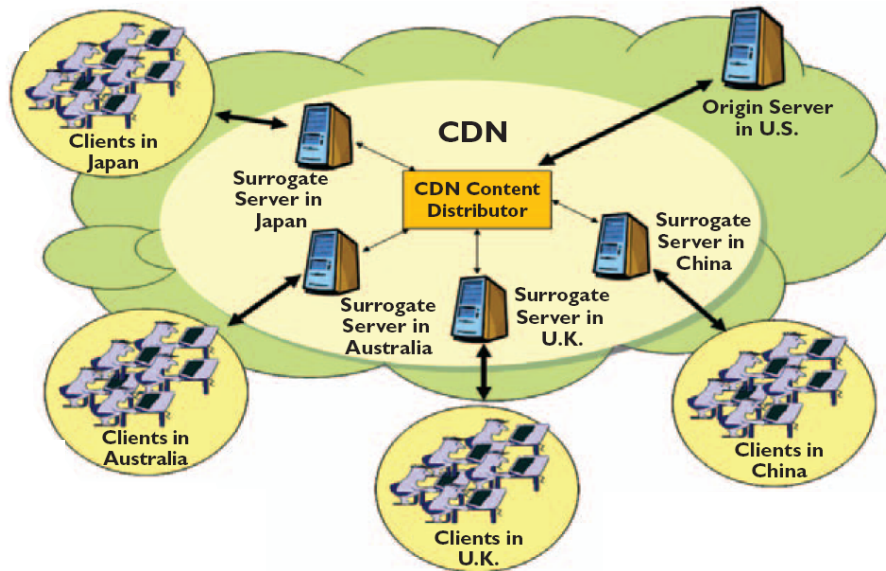 CDN
Origin Server
in U.S.
Clients in
Japan
Surrogate
Server in
Japan
CDN Content
Distributor
Surrogate
Server in
China
Surrogate
Server in
Australia
Surrogate
Server in
U.K.
Clients in
Australia
Clients in
U.K.
Clients in
China